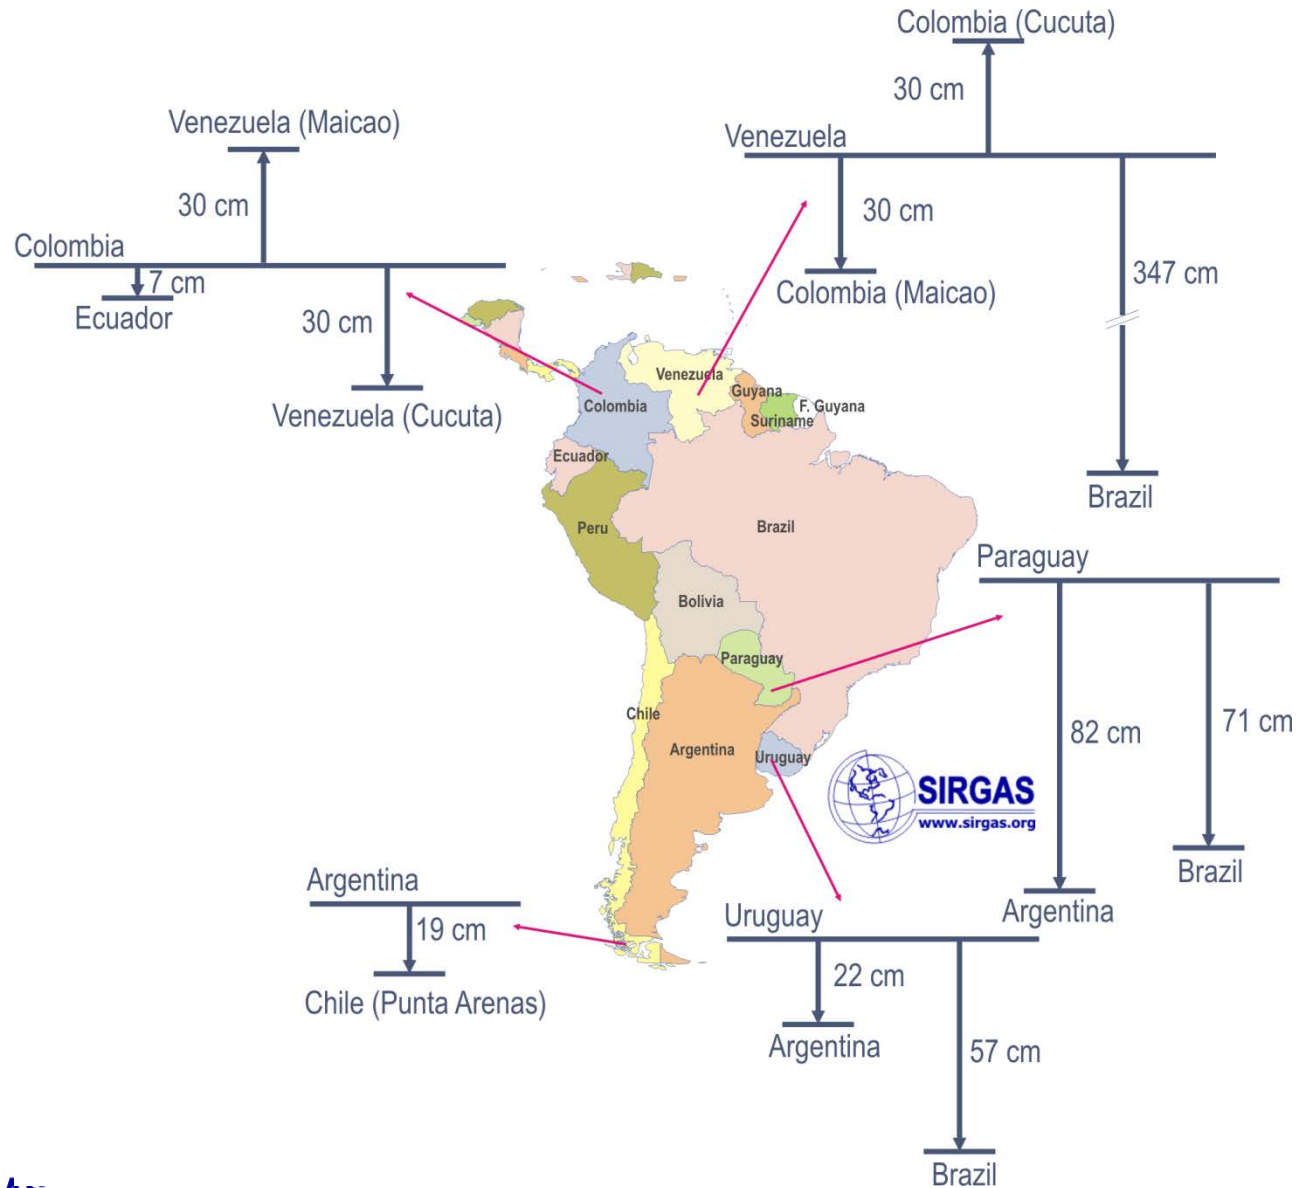 Colombia (Cucuta)
30 cm
Venezuela
30 cm
Colombia (Maicao)
347 cm
Brazil
Venezuela (Maicao)
30 cm
Colombia
7 cm
Ecuador
30 cm
Venezuela (Cucuta)
Venezuela
Guyana
F. Guyana
Suriname
Colombia
Ecuador
Peru
Brazil
Bolivia
Paraguay
Chile
Argentina
Uruguay
SIRGAS
www.sirgas.org
Paraguay
82 cm
71 cm
Brazil
Argentina
Argentina
19 cm
Chile (Punta Arenas)
Uruguay
22 cm
Argentina
57 cm
Brazil